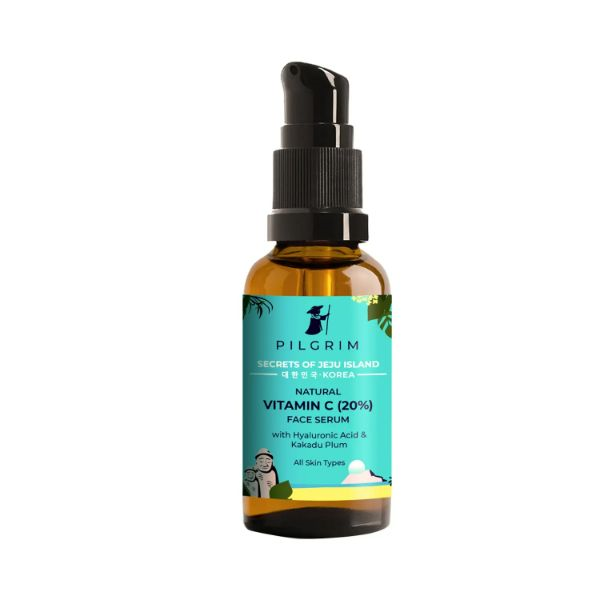 PILGRIM
SECRETS OF JEJU ISLAND
대한민국·KOREA
NATURAL
VITAMIN C (20%)
FACE SERUM
with Hyaluronic Acid &
Kakadu Plum
All Skin Types